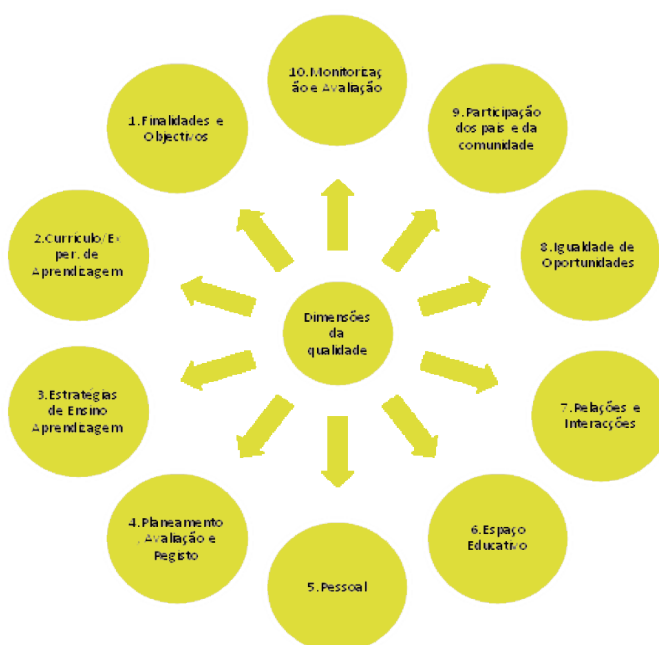 10.Monitorizaç
ão e Avaliação
1.Finalidades e
Objectivos
9.Participação
dos pais e da
comunidade
2.Currículo/Ex
per. de
Aprendizagem
8.Igualdade de
Oportunidades
Dimensões
da
qualidade
3.Estratégias
de Ensino
Aprendizagem
7.Relações e
Interacções
4.Planeamento
, Avaliação e
Registo
6.Espaço
Educativo
5.Pessoal